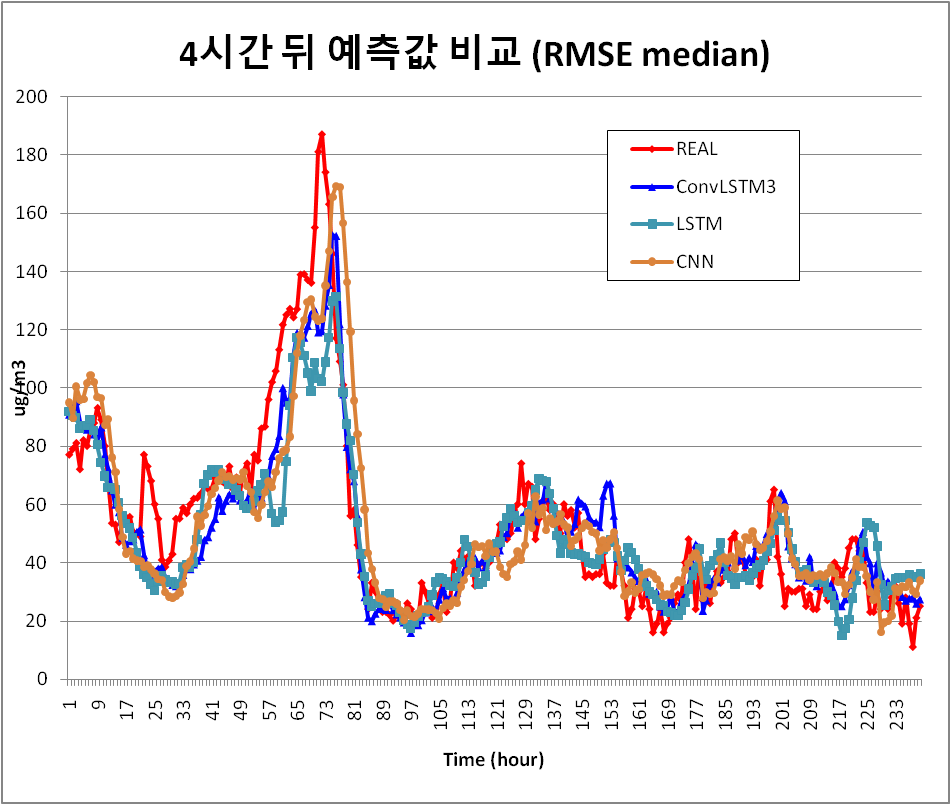 4시간 뒤 예측값 비교 (RMSE median)
200
180
160
140
120
100
80
60
40
20
0
ug/m3
REAL
ConvLSTM3
LSTM
CNN
1 9 17 25 33 41 49 57 65 73 81 89 97 105 113 121 129 137 145 153 161 169 177 185 193 201 209 217 225 233
Time (hour)